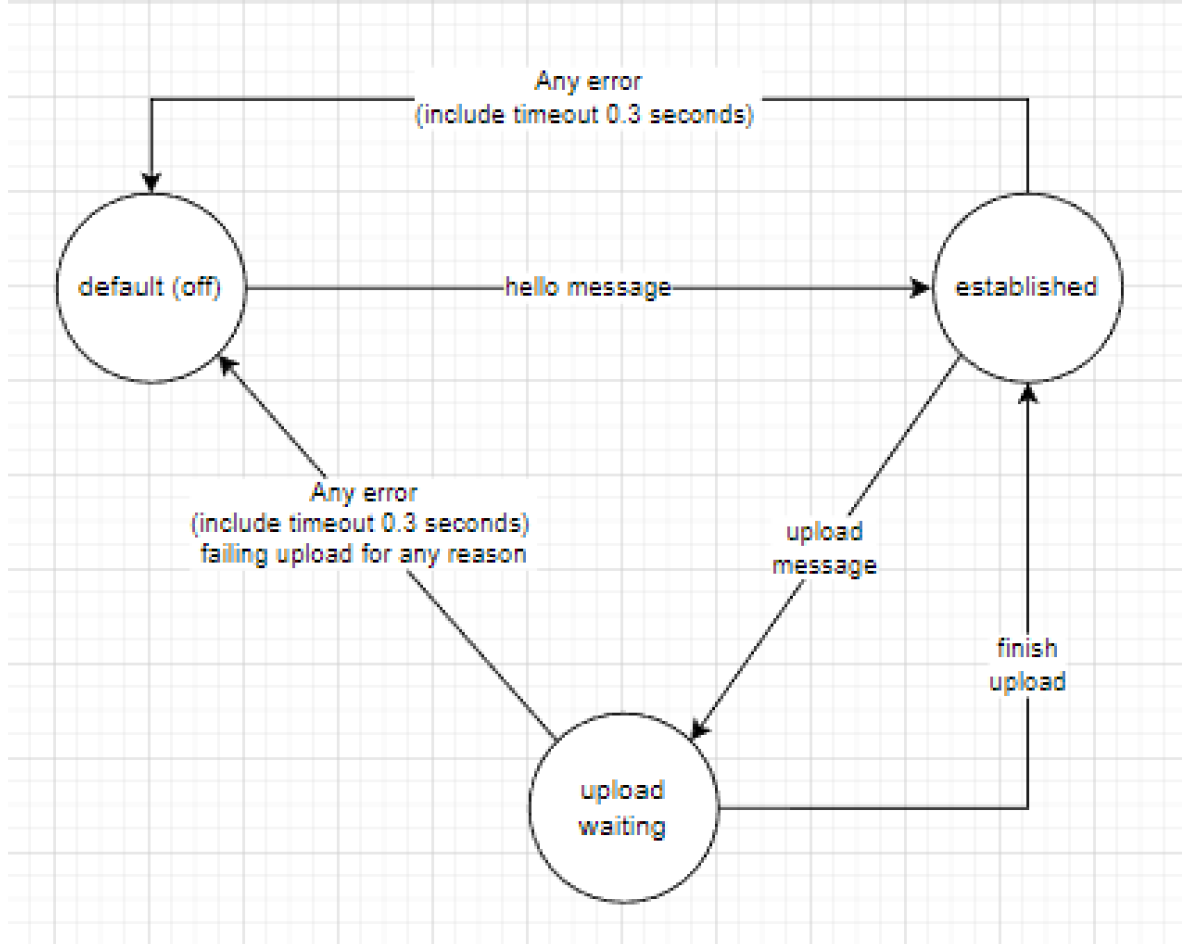 Any error
(include timeout 0.3 seconds)
default (off)
hello message
established
Any error
(include timeout 0.3 seconds)
failing upload for any reason
upload
message
finish
upload
upload
waiting